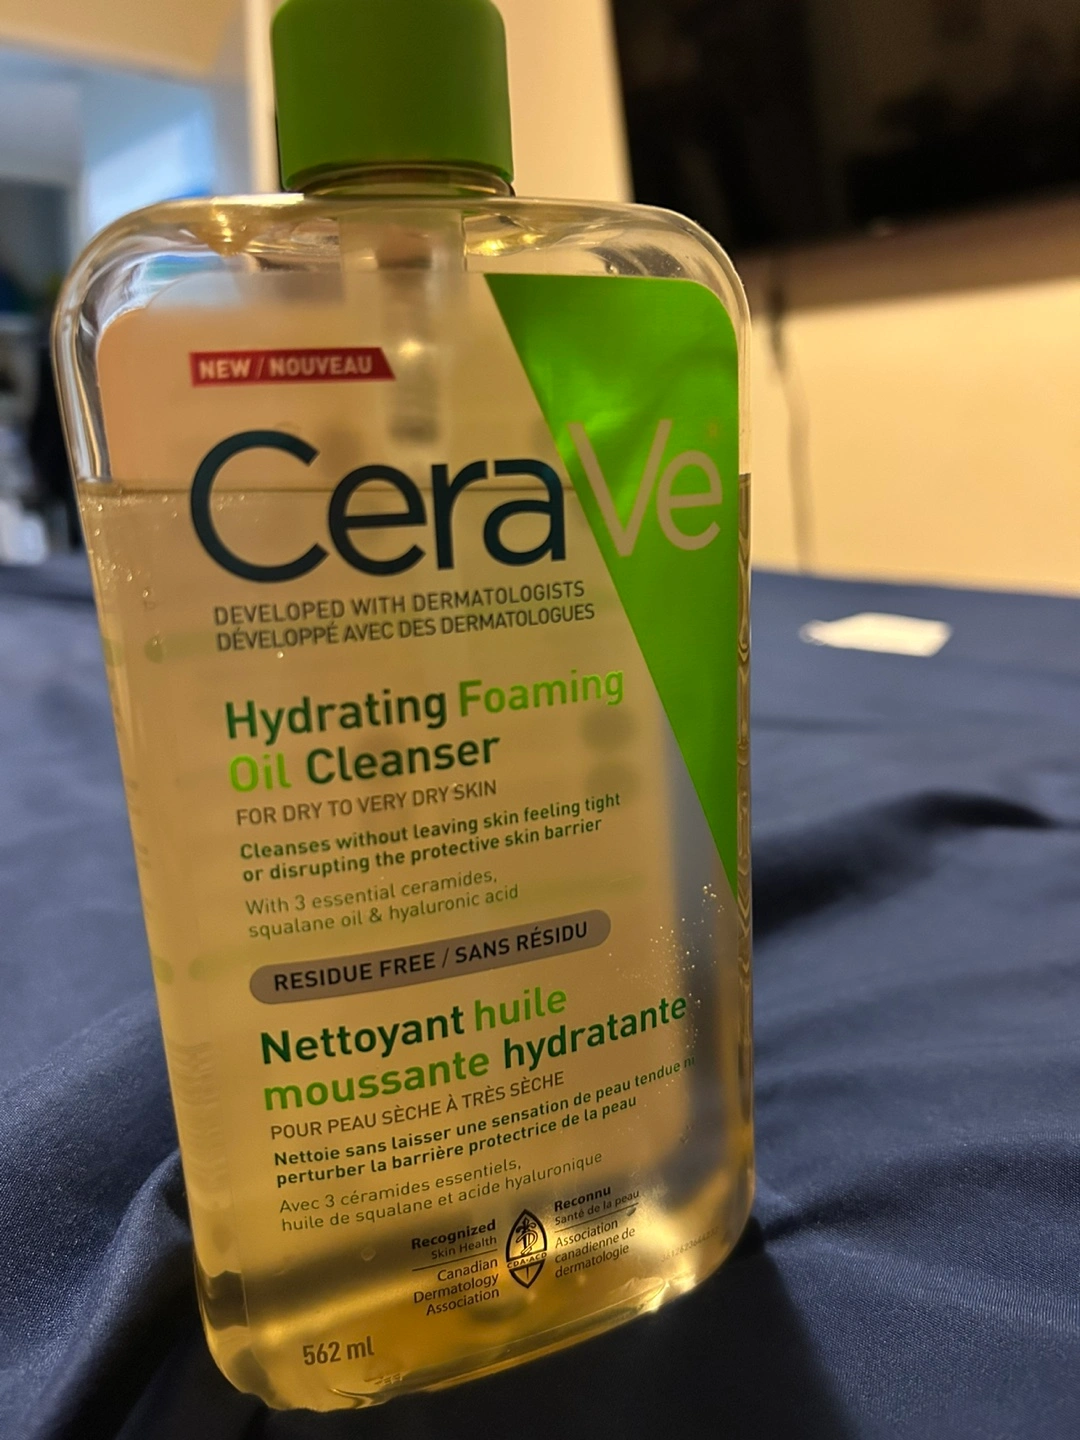 NEW / NOUVEAU
CeraVe
DEVELOPED WITH DERMATOLOGISTS
DÉVELOPPÉ AVEC DES DERMATOLOGUES
Hydrating Foaming
Oil Cleanser
FOR DRY TO VERY DRY SKIN
Cleanses without leaving skin feeling tight
or disrupting the protective skin barrier
With 3 essential ceramides,
squalane oil & hyaluronic acid
RESIDUE FREE / SANS RÉSIDU
Nettoyant huile
moussante hydratante
POUR PEAU SÈCHE À TRÈS SÈCHE
Nettoie sans laisser une sensation de peau tendue ni
perturber la barrière protectrice de la peau
Avec 3 céramides essentiels,
huile de squalane et acide hyaluronique
Recognized
Skin Health
Canadian
Dermatology
Association
CDA·ACD
Reconnu
Santé de la peau
Association
canadienne de
dermatologie
562 ml